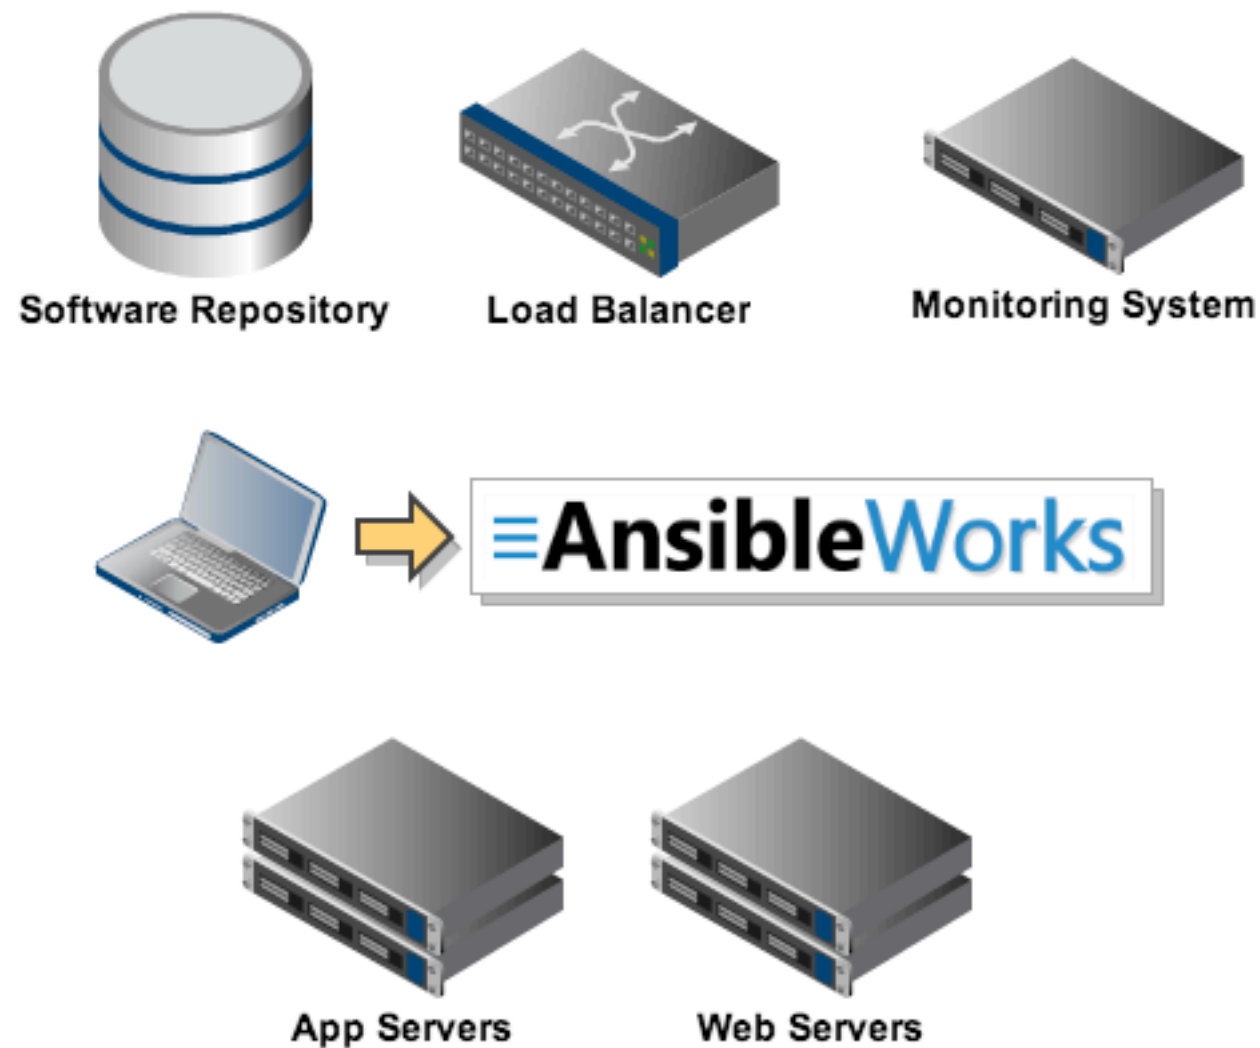 Software Repository
Load Balancer
Monitoring System
AnsibleWorks
App Servers
Web Servers